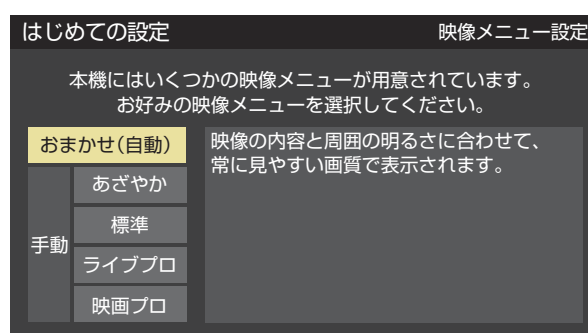 はじめての設定
映像メニュー設定
本機にはいくつかの映像メニューが用意されています。
お好みの映像メニューを選択してください。
おまかせ(自動)
手動
あざやか
標準
ライブプロ
映画プロ
映像の内容と周囲の明るさに合わせて、
常に見やすい画質で表示されます。